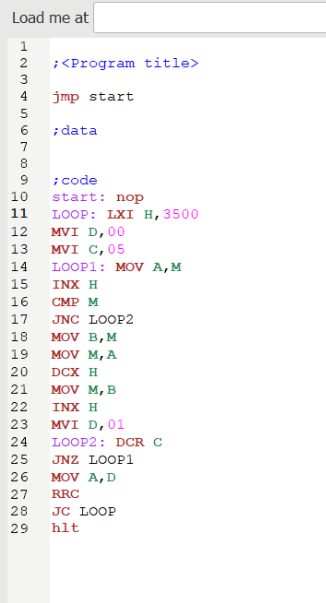 Load me at
1
2 ;<Program title>
3
4 jmp start
5
6 ;data
7
8
9 ;code
10 start: nop
11 LOOP: LXI H,3500
12 MVI D,00
13 MVI C,05
14 LOOP1: MOV A,M
15 INX H
16 CMP M
17 JNC LOOP2
18 MOV B,M
19 MOV M,A
20 DCX H
21 MOV M,B
22 INX H
23 MVI D,01
24 LOOP2: DCR C
25 JNZ LOOP1
26 MOV A,D
27 RRC
28 JC LOOP
29 hlt